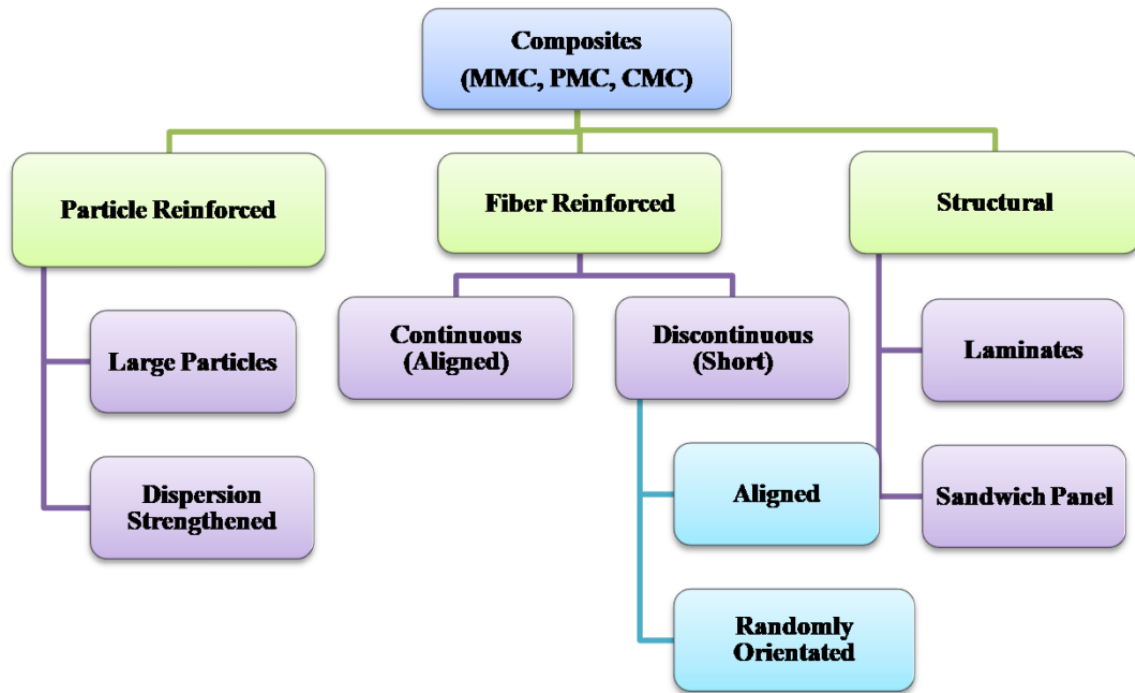 Composites
(MMC, PMC, CMC)
Particle Reinforced
Fiber Reinforced
Structural
Continuous
(Aligned)
Discontinuous
(Short)
Large Particles
Laminates
Dispersion
Strengthened
Aligned
Sandwich Panel
Randomly
Orientated